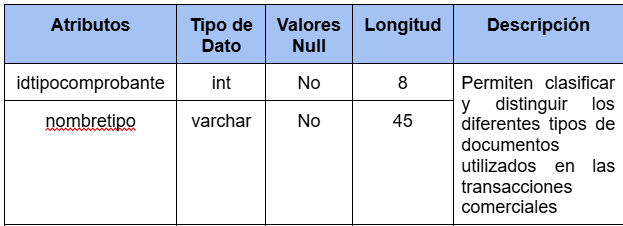 Atributos Tipo de Dato Valores Null Longitud Descripción
idtipocomprobante int No 8 Permiten clasificar
y distinguir los
nombretipo varchar No 45 diferentes tipos de
documentos
utilizados en las
transacciones
comerciales